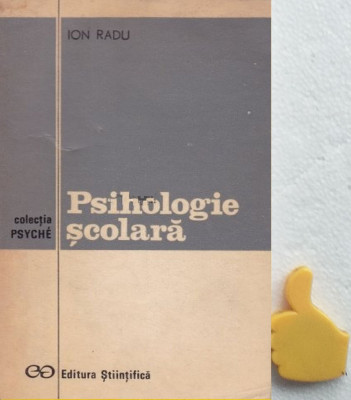 ION RADU
Psihologie
școlară
colecția
PSYCHÉ
Editura Științifică